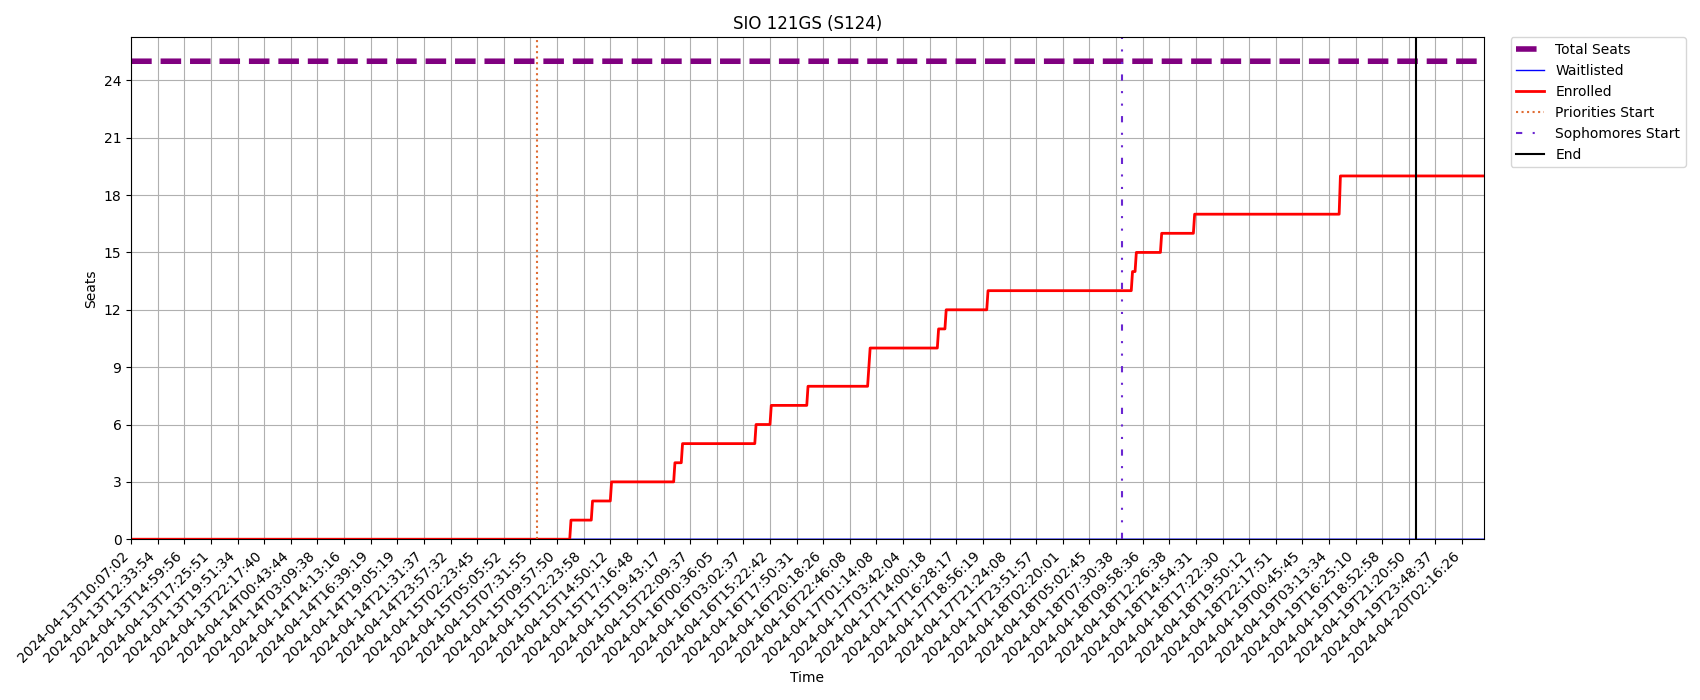 SIO 121GS (S124)
Total Seats
Waitlisted
Enrolled
Priorities Start
Sophomores Start
End
Seats
24
21
18
15
12
9
6
3
0
2024-04-13T10:07:02
2024-04-13T12:33:54
2024-04-13T14:59:56
2024-04-13T17:25:51
2024-04-13T19:51:34
2024-04-13T22:17:40
2024-04-14T00:43:44
2024-04-14T03:09:38
2024-04-14T14:13:16
2024-04-14T16:39:19
2024-04-14T19:05:19
2024-04-14T21:31:37
2024-04-14T23:57:32
2024-04-15T02:23:45
2024-04-15T05:05:52
2024-04-15T07:31:55
2024-04-15T09:57:50
2024-04-15T12:23:58
2024-04-15T14:50:12
2024-04-15T17:16:48
2024-04-15T19:43:17
2024-04-15T22:09:37
2024-04-16T00:36:05
2024-04-16T03:02:37
2024-04-16T15:22:42
2024-04-16T17:50:31
2024-04-16T20:18:26
2024-04-16T22:46:08
2024-04-17T01:14:08
2024-04-17T03:42:04
2024-04-17T14:00:18
2024-04-17T16:28:17
2024-04-17T18:56:19
2024-04-17T21:24:08
2024-04-17T23:51:57
2024-04-18T02:20:01
2024-04-18T05:02:45
2024-04-18T07:30:38
2024-04-18T09:58:36
2024-04-18T12:26:38
2024-04-18T14:54:31
2024-04-18T17:22:30
2024-04-18T19:50:12
2024-04-18T22:17:51
2024-04-19T00:45:45
2024-04-19T03:13:34
2024-04-19T16:25:10
2024-04-19T18:52:58
2024-04-19T21:20:50
2024-04-19T23:48:37
2024-04-20T02:16:26
Time